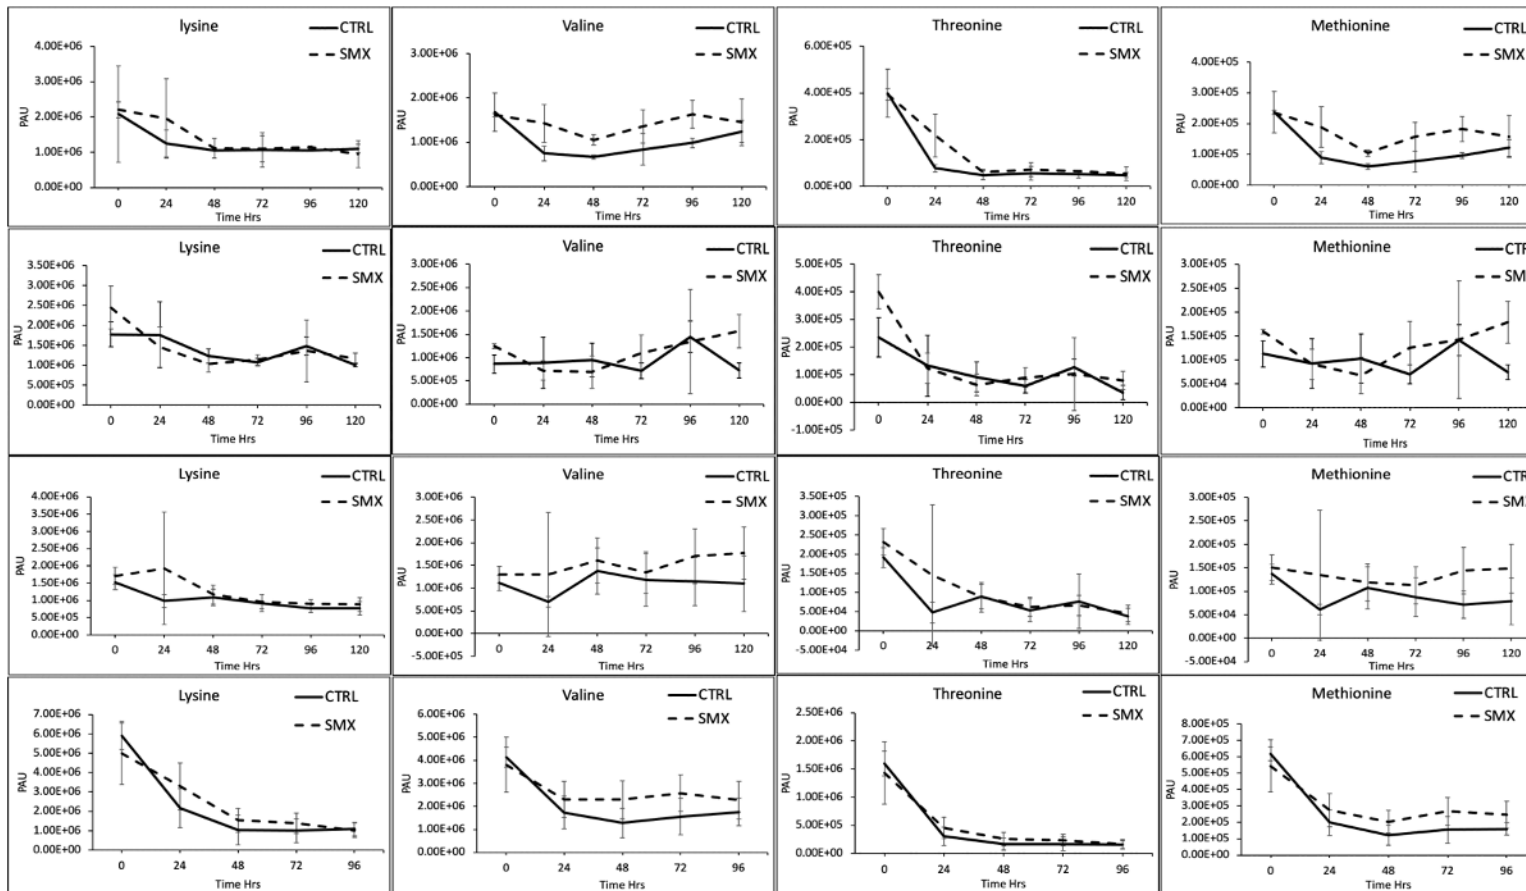 lysine
CTRL
SMX
4.00E+06
3.00E+06
2.00E+06
1.00E+06
0.00E+00
PAU
0 24 48 72 96 120
Time Hrs
Valine
CTRL
SMX
3.00E+06
2.00E+06
1.00E+06
0.00E+00
PAU
0 24 48 72 96 120
Time Hrs
Threonine
CTRL
SMX
6.00E+05
4.00E+05
2.00E+05
0.00E+00
PAU
0 24 48 72 96 120
Time Hrs
Methionine
CTRL
SMX
4.00E+05
3.00E+05
2.00E+05
1.00E+05
0.00E+00
PAU
0 24 48 72 96 120
Time Hrs
Lysine
CTRL
SMX
3.50E+06
3.00E+06
2.50E+06
2.00E+06
1.50E+06
1.00E+06
5.00E+05
0.00E+00
PAU
0 24 48 72 96 120
Time Hrs
Valine
CTRL
SMX
3.00E+06
2.50E+06
2.00E+06
1.50E+06
1.00E+06
5.00E+05
0.00E+00
PAU
0 24 48 72 96 120
Time Hrs
Threonine
CTRL
SMX
5.00E+05
4.00E+05
3.00E+05
2.00E+05
1.00E+05
0.00E+00
-1.00E+05
PAU
0 24 48 72 96 120
Time Hrs
Methionine
CTRL
SM
3.00E+05
2.50E+05
2.00E+05
1.50E+05
1.00E+05
5.00E+04
0.00E+00
PAU
0 24 48 72 96 120
Time Hrs
Lysine
CTRL
SMX
4.00E+06
3.50E+06
3.00E+06
2.50E+06
2.00E+06
1.50E+06
1.00E+06
5.00E+05
0.00E+00
PAU
0 24 48 72 96 120
Time Hrs
Valine
CTRL
SMX
3.00E+06
2.50E+06
2.00E+06
1.50E+06
1.00E+06
5.00E+05
0.00E+00
-5.00E+05
PAU
0 24 48 72 96 120
Time Hrs
Threonine
CTRL
SMX
3.50E+05
3.00E+05
2.50E+05
2.00E+05
1.50E+05
1.00E+05
5.00E+04
0.00E+00
-5.00E+04
PAU
0 24 48 72 96 120
Time Hrs
Methionine
CTRL
SM
3.00E+05
2.50E+05
2.00E+05
1.50E+05
1.00E+05
5.00E+04
0.00E+00
-5.00E+04
PAU
0 24 48 72 96 120
Time Hrs
Lysine
CTRL
SMX
7.00E+06
6.00E+06
5.00E+06
4.00E+06
3.00E+06
2.00E+06
1.00E+06
0.00E+00
PAU
0 24 48 72 96
Time Hrs
Valine
CTRL
SMX
6.00E+06
5.00E+06
4.00E+06
3.00E+06
2.00E+06
1.00E+06
0.00E+00
PAU
0 24 48 72 96
Time Hrs
Threonine
CTRL
SMX
2.50E+06
2.00E+06
1.50E+06
1.00E+06
5.00E+05
0.00E+00
PAU
0 24 48 72 96
Time Hrs
Methionine
CTRL
SMX
8.00E+05
7.00E+05
6.00E+05
5.00E+05
4.00E+05
3.00E+05
2.00E+05
1.00E+05
0.00E+00
PAU
0 24 48 72 96
Time Hrs